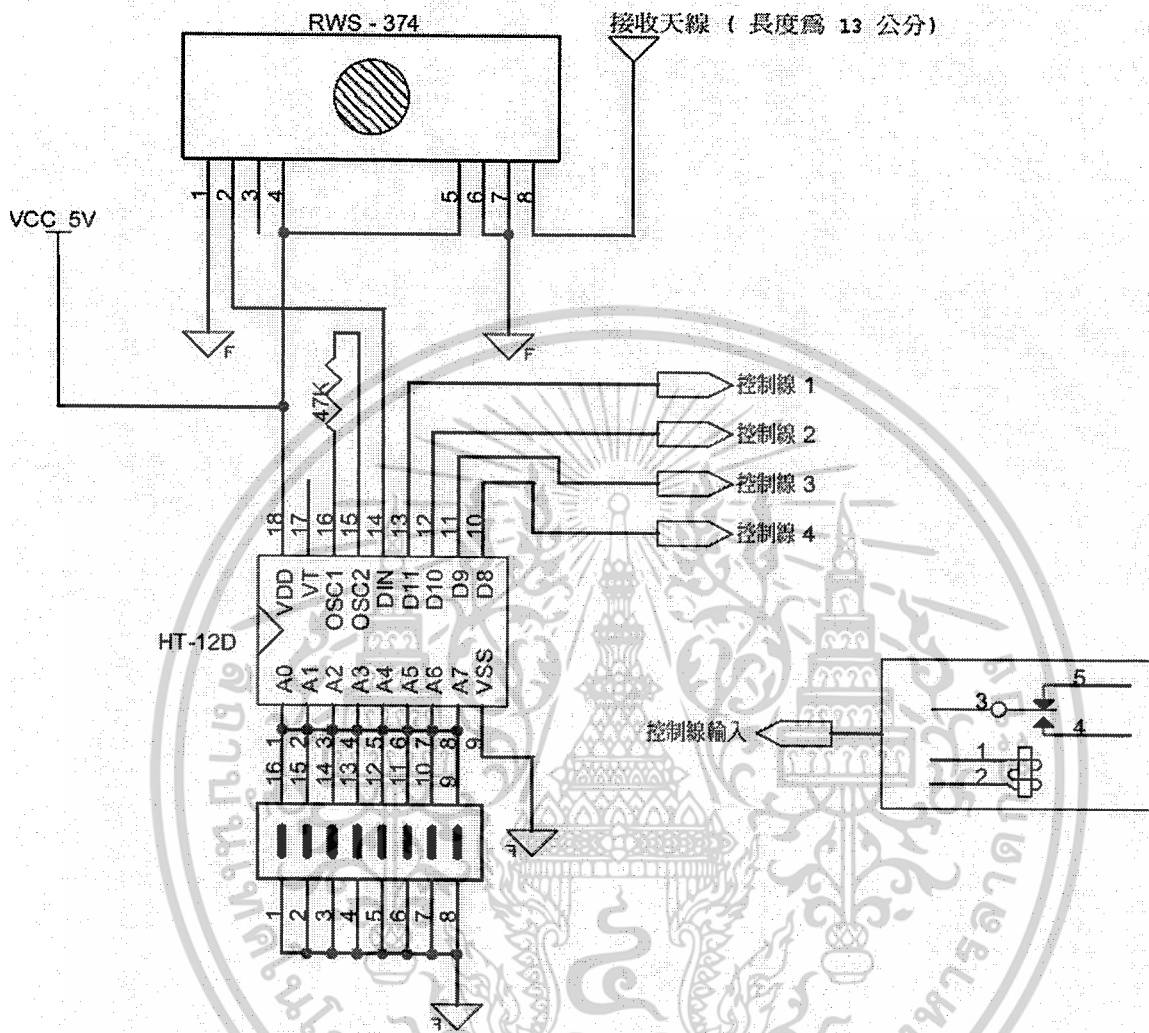 RWS - 374
接收天線 ( 長度爲 13 公分)
1 2 3 4 5 6 7 8
VCC_5V
F F
47K
控制線 1
控制線 2
控制線 3
控制線 4
18 17 16 15 14 13 12 11 10
VDD VT OSC1 OSC2 DIN D11 D10 D9 D8
HT-12D
A0 A1 A2 A3 A4 A5 A6 A7 VSS
1 2 3 4 5 6 7 8 9
16 15 14 13 12 11 10 9
F
1 2 3 4 5 6 7 8
F
控制線輸入
5
3
4
1
2